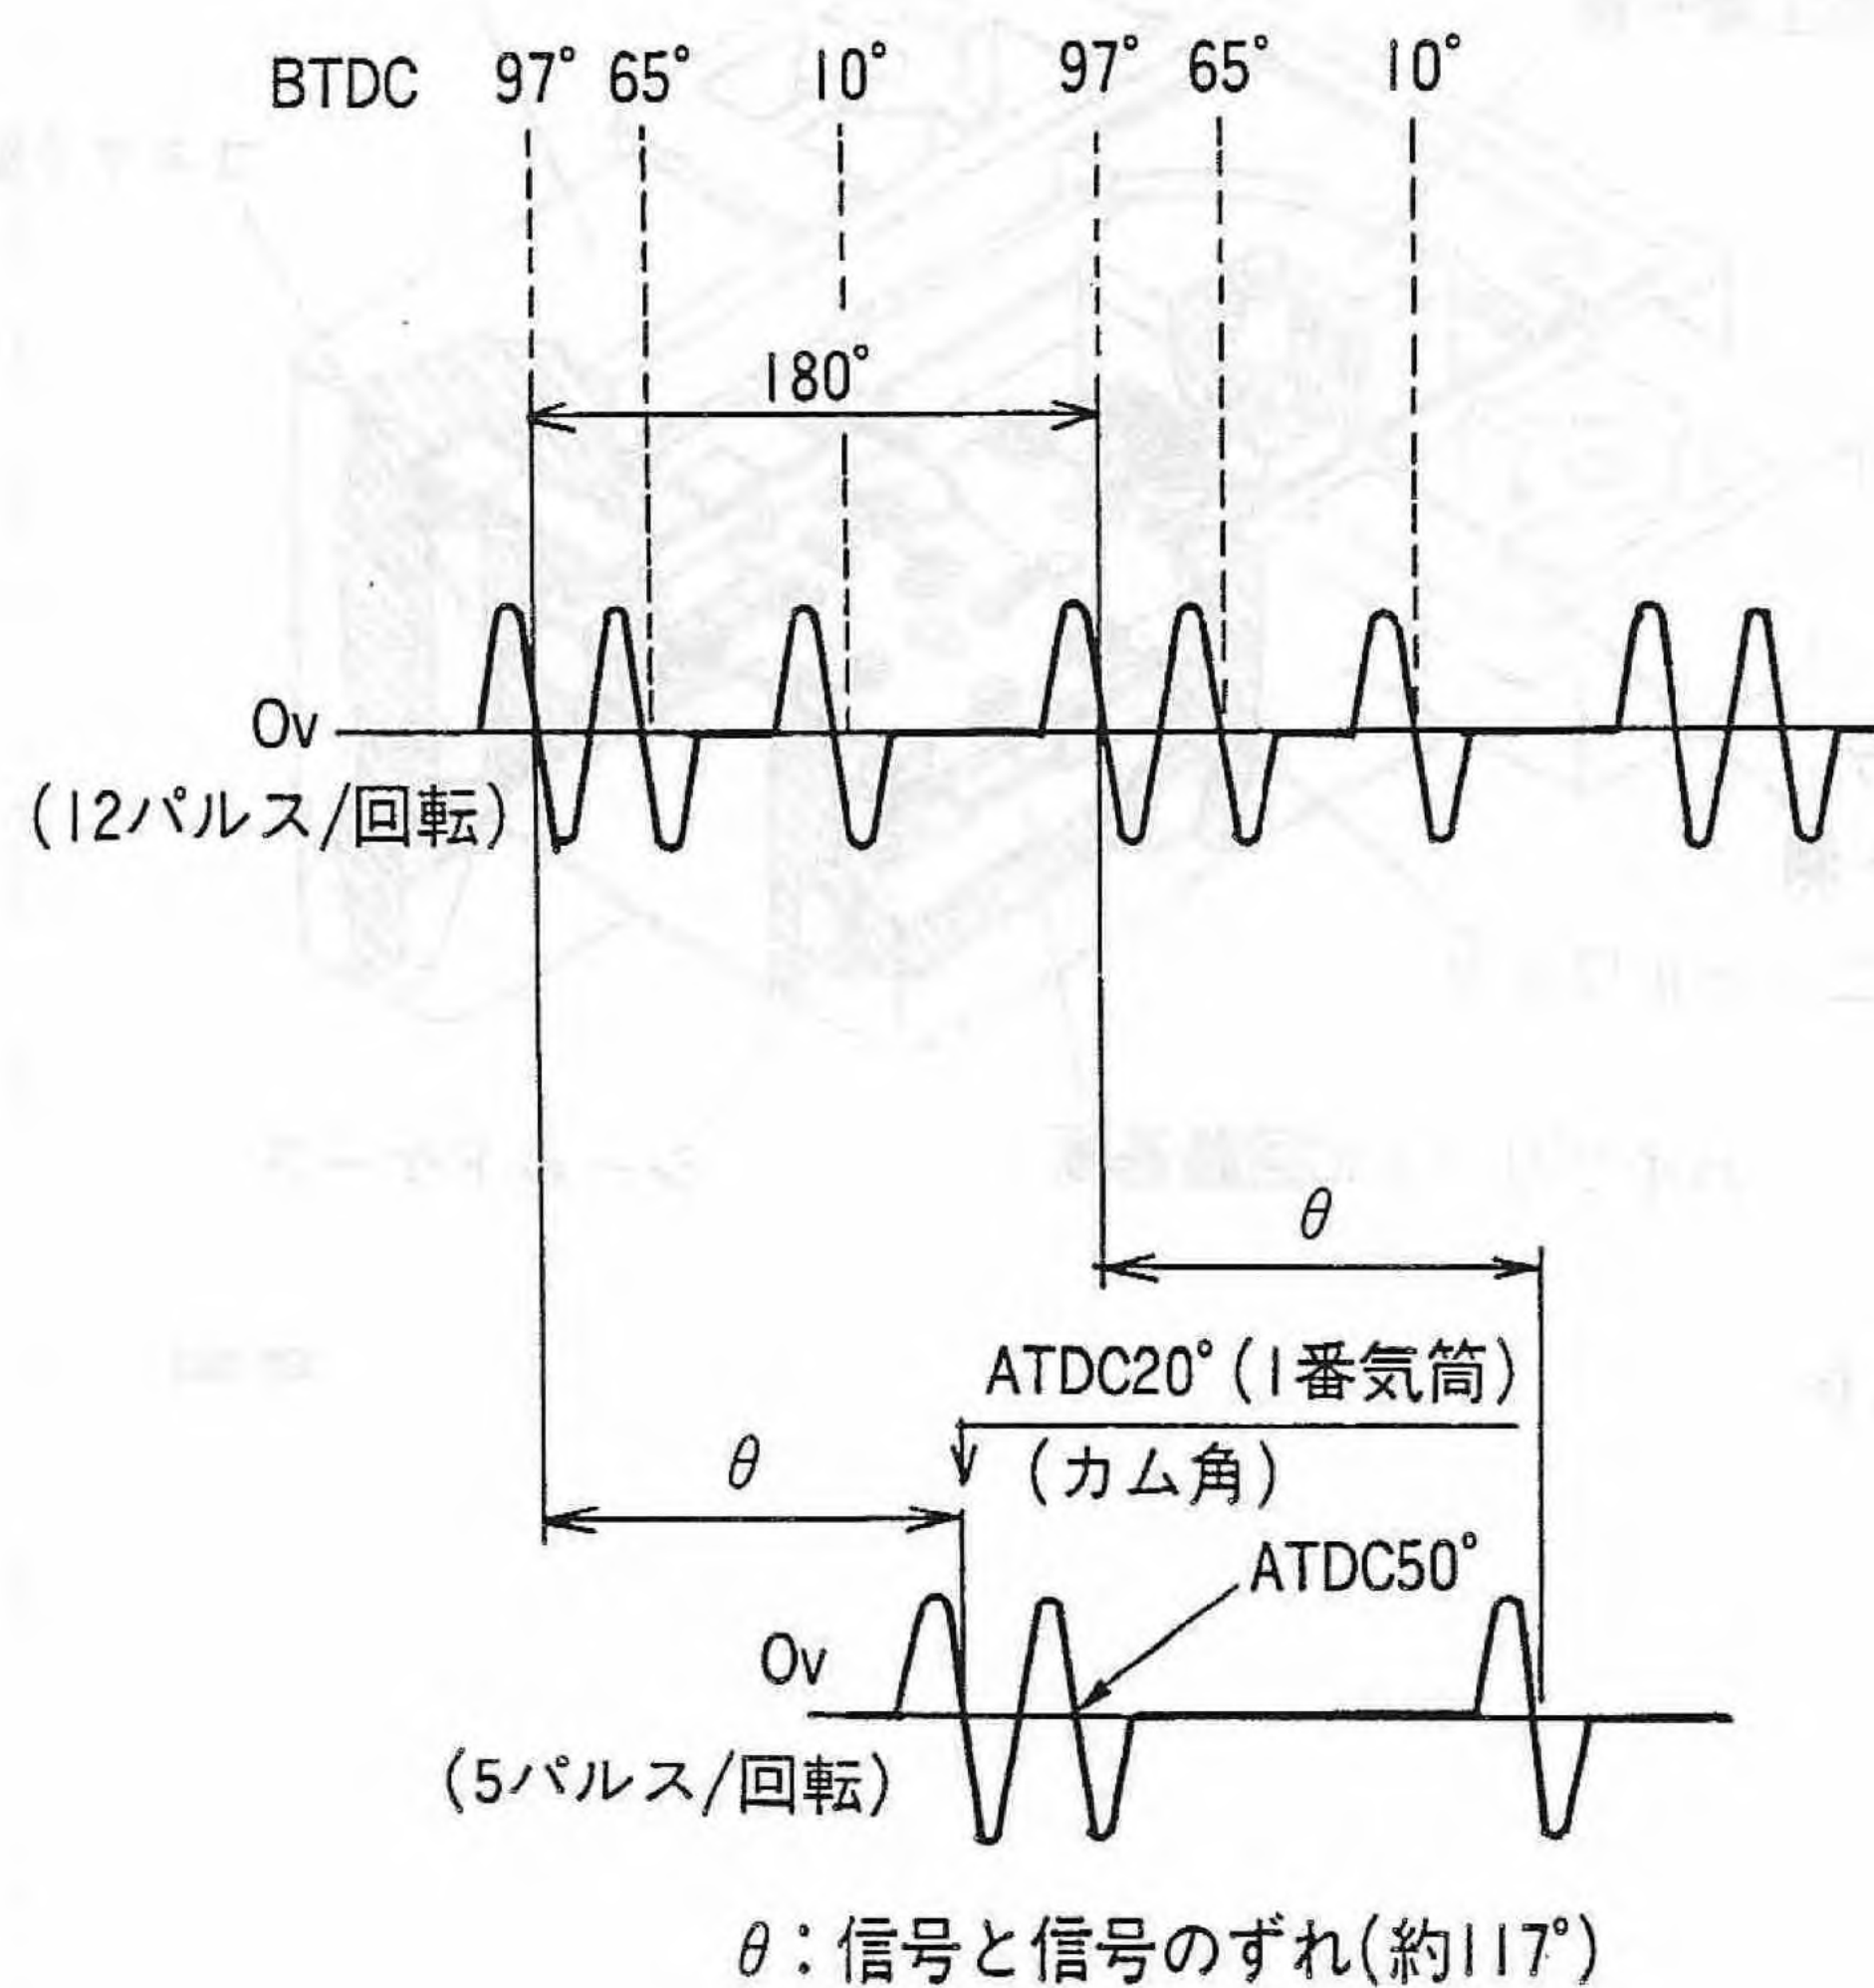 BTDC 97° 65° 10° 97° 65° 10°
180°
0v
(12パルス/回転)
θ
ATDC20°(1番気筒)
(カム角)
θ
ATDC50°
0v
(5パルス/回転)
θ：信号と信号のずれ(約117°)